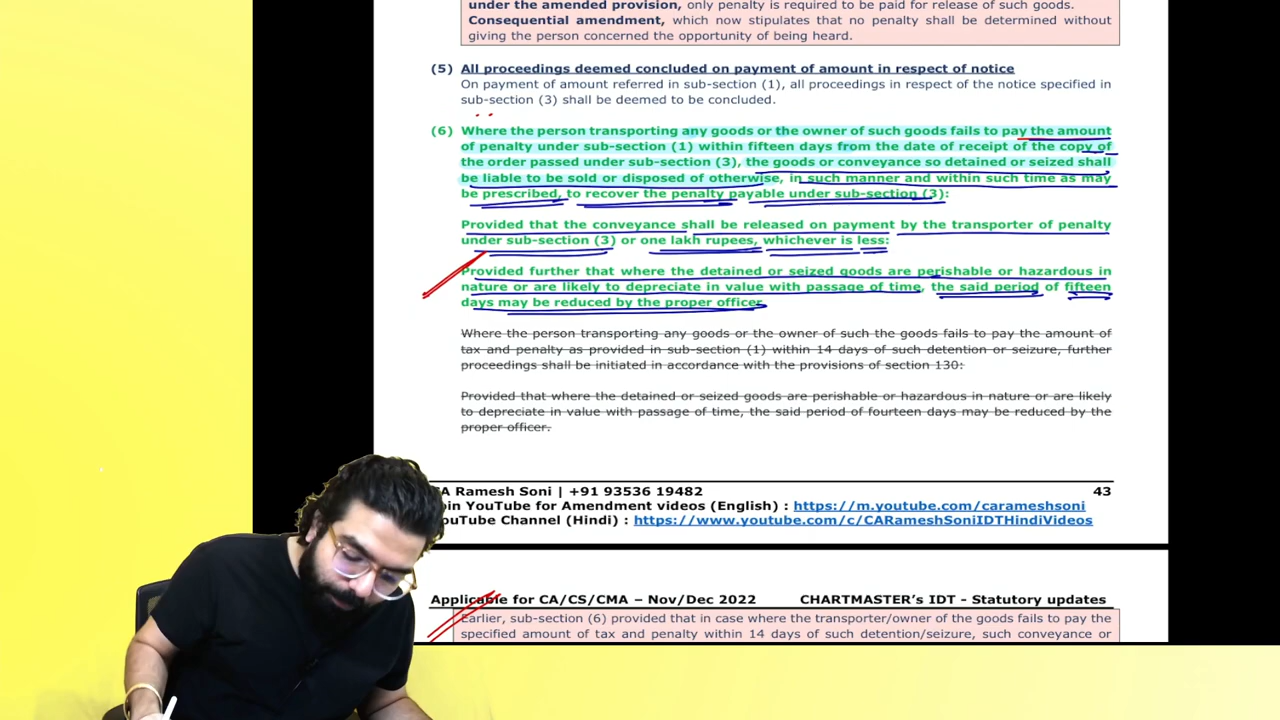 under the amended provision, only penalty is required to be paid for release of such goods.
Consequential amendment, which now stipulates that no penalty shall be determined without
giving the person concerned the opportunity of being heard.
(5) All proceedings deemed concluded on payment of amount in respect of notice
On payment of amount referred in sub-section (1), all proceedings in respect of the notice specified in
sub-section (3) shall be deemed to be concluded.
(6) Where the person transporting any goods or the owner of such goods fails to pay the amount
of penalty under sub-section (1) within fifteen days from the date of receipt of the copy of
the order passed under sub-section (3), the goods or conveyance so detained or seized shall
be liable to be sold or disposed of otherwise, in such manner and within such time as may
be prescribed, to recover the penalty payable under sub-section (3):
Provided that the conveyance shall be released on payment by the transporter of penalty
under sub-section (3) or one lakh rupees, whichever is less:
Provided further that where the detained or seized goods are perishable or hazardous in
nature or are likely to depreciate in value with passage of time, the said period of fifteen
days may be reduced by the proper officer.
Where the person transporting any goods or the owner of such the goods fails to pay the amount of
tax and penalty as provided in sub-section (1) within 14 days of such detention or seizure, further
proceedings shall be initiated in accordance with the provisions of section 130:
Provided that where the detained or seized goods are perishable or hazardous in nature or are likely
to depreciate in value with passage of time, the said period of fourteen days may be reduced by the
proper officer.
A Ramesh Soni | +91 93536 19482 43
oin YouTube for Amendment videos (English) : https://m.youtube.com/carameshsoni
ouTube Channel (Hindi) : https://www.youtube.com/c/CARameshSoniIDTHindiVideos
Applicable for CA/CS/CMA – Nov/Dec 2022 CHARTMASTER's IDT - Statutory updates
Earlier, sub-section (6) provided that in case where the transporter/owner of the goods fails to pay the
specified amount of tax and penalty within 14 days of such detention/seizure, such conveyance or